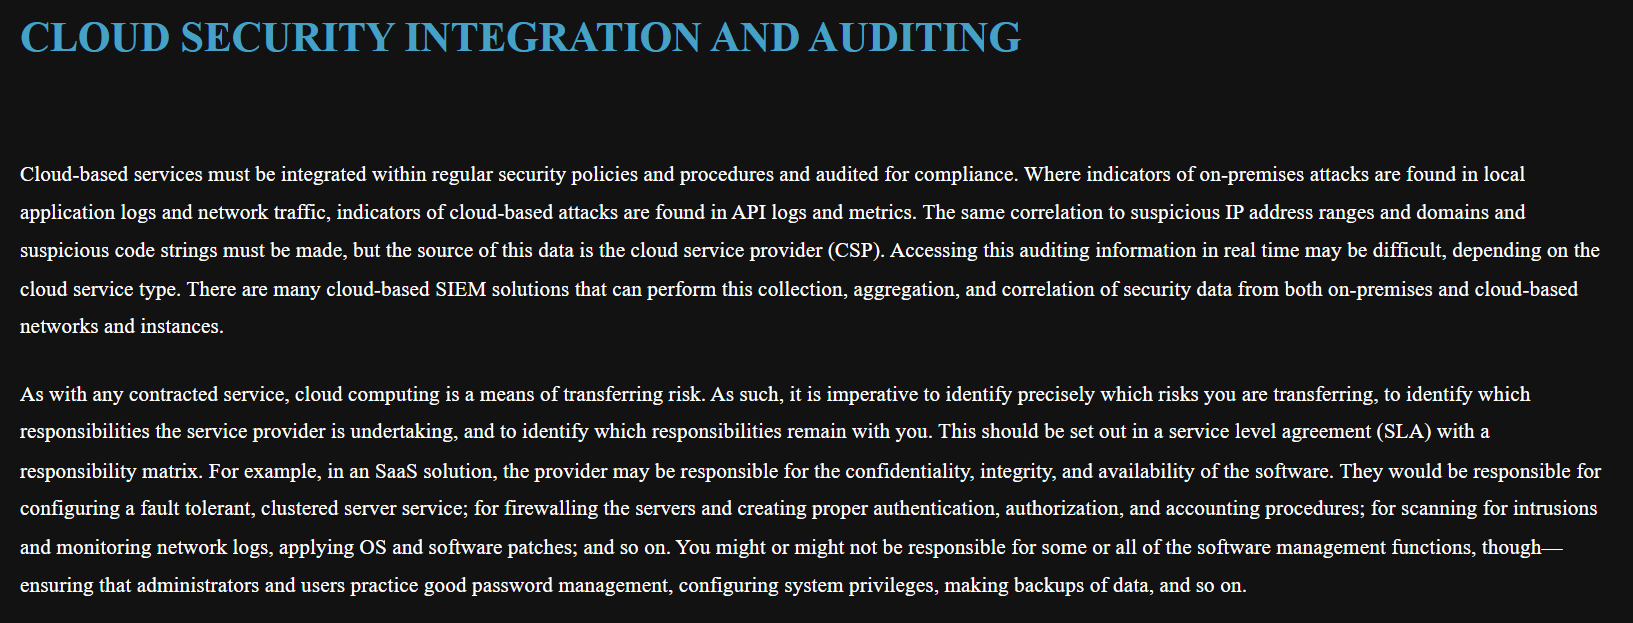 CLOUD SECURITY INTEGRATION AND AUDITING
Cloud-based services must be integrated within regular security policies and procedures and audited for compliance. Where indicators of on-premises attacks are found in local
application logs and network traffic, indicators of cloud-based attacks are found in API logs and metrics. The same correlation to suspicious IP address ranges and domains and
suspicious code strings must be made, but the source of this data is the cloud service provider (CSP). Accessing this auditing information in real time may be difficult, depending on the
cloud service type. There are many cloud-based SIEM solutions that can perform this collection, aggregation, and correlation of security data from both on-premises and cloud-based
networks and instances.
As with any contracted service, cloud computing is a means of transferring risk. As such, it is imperative to identify precisely which risks you are transferring, to identify which
responsibilities the service provider is undertaking, and to identify which responsibilities remain with you. This should be set out in a service level agreement (SLA) with a
responsibility matrix. For example, in an SaaS solution, the provider may be responsible for the confidentiality, integrity, and availability of the software. They would be responsible for
configuring a fault tolerant, clustered server service; for firewalling the servers and creating proper authentication, authorization, and accounting procedures; for scanning for intrusions
and monitoring network logs, applying OS and software patches; and so on. You might or might not be responsible for some or all of the software management functions, though—
ensuring that administrators and users practice good password management, configuring system privileges, making backups of data, and so on.